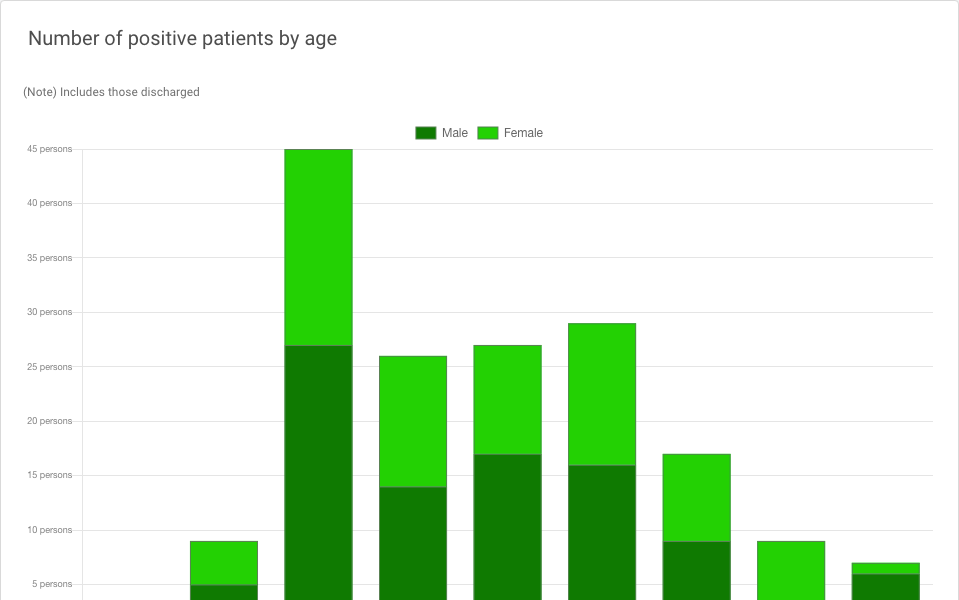 Number of positive patients by age
(Note) Includes those discharged
Male Female
45 persons
40 persons
35 persons
30 persons
25 persons
20 persons
15 persons
10 persons
5 persons